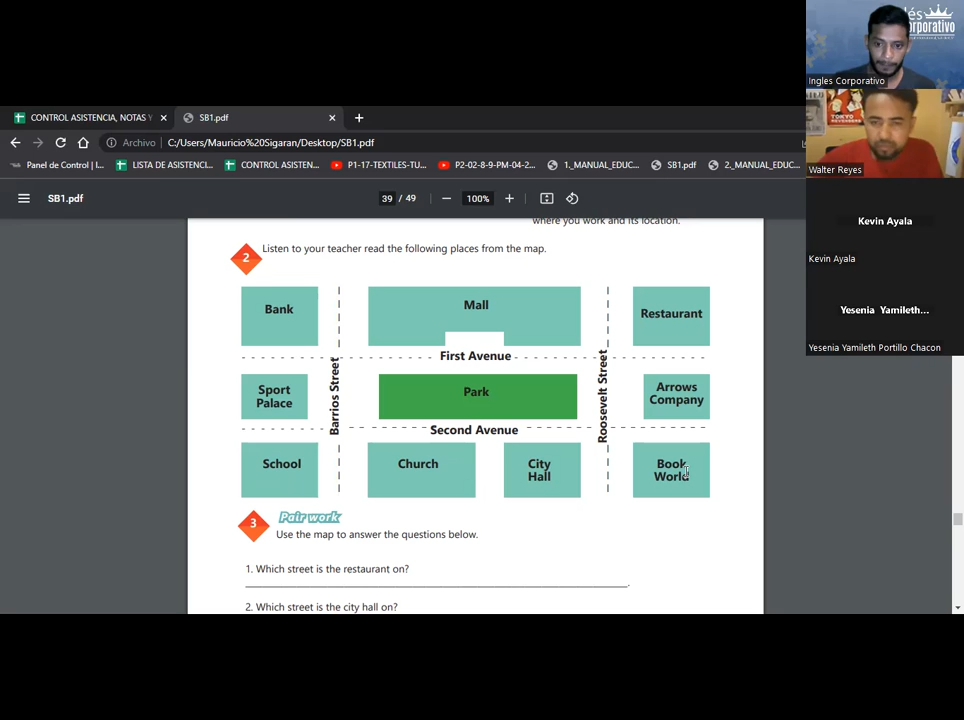 CONTROL ASISTENCIA, NOTAS Y
SB1.pdf
Archivo
C:/Users/Mauricio%20Sigaran/Desktop/SB1.pdf
Panel de Control | I...
LISTA DE ASISTENCI...
CONTROL ASISTEN...
P1-17-TEXTILES-TU...
P2-02-8-9-PM-04-2...
1._MANUAL_EDUC...
SB1.pdf
2._MANUAL_EDUC
SB1.pdf
39 / 49
100%
where you work and its location.
2 Listen to your teacher read the following places from the map.
Bank
Mall
Restaurant
First Avenue
Barrios Street
Roosevelt Street
Sport
Palace
Park
Arrows
Company
Second Avenue
School
Church
City
Hall
Book
World
3 Pair work
Use the map to answer the questions below.
1. Which street is the restaurant on?
2. Which street is the city hall on?
Ingles Corporativo
TOKYO
Walter Reyes
Kevin Ayala
Kevin Ayala
Yesenia Yamileth...
Yesenia Yamileth Portillo Chacon